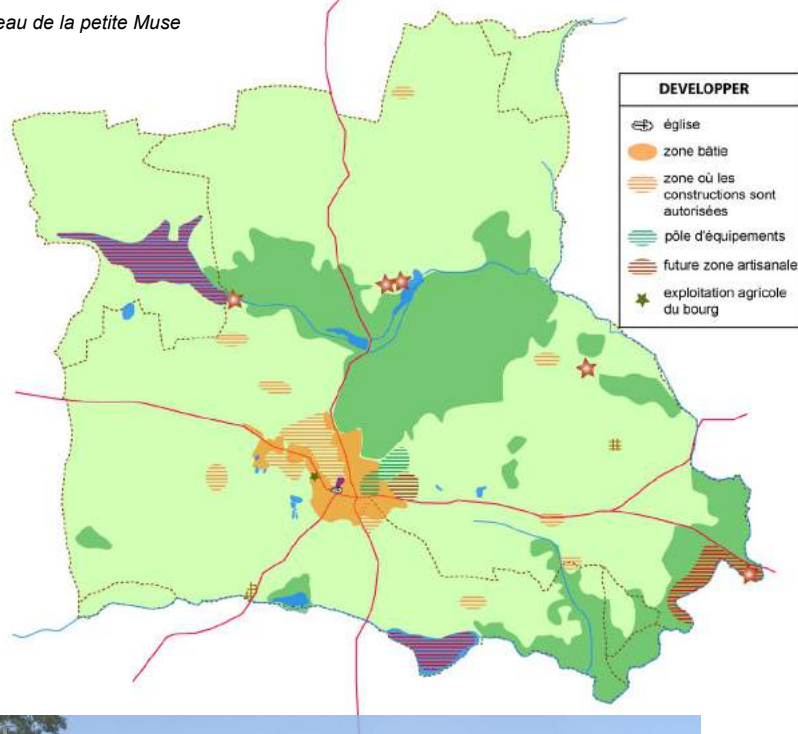 eau de la petite Muse
DEVELOPPER
église
zone bâtie
zone où les
constructions sont
autorisées
pôle d'équipements
future zone artisanale
exploitation agricole
du bourg